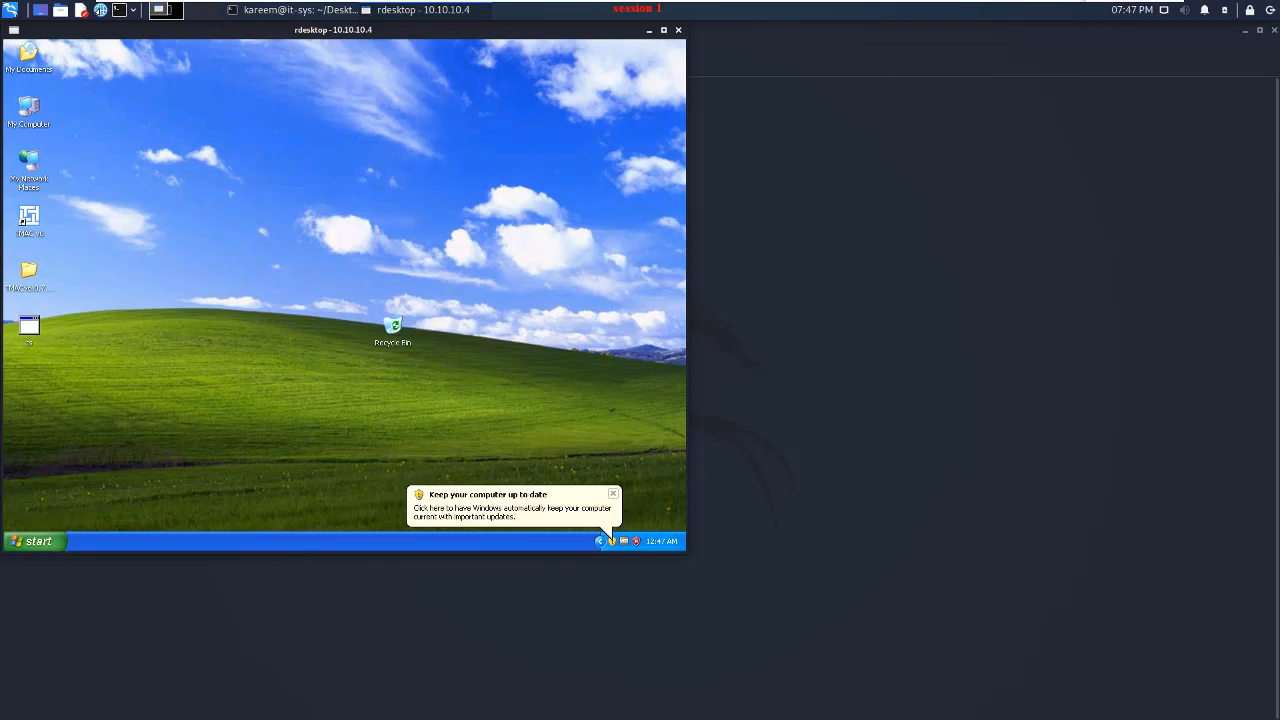 kareem@it-sys: ~/Deskt...
rdesktop - 10.10.10.4
session 1
07:47 PM
rdesktop - 10.10.10.4
My Documents
My Computer
My Network
Places
TMAC v6
Recycle Bin
Keep your computer up to date
Click here to have Windows automatically keep your computer
current with important updates.
start
12:47 AM